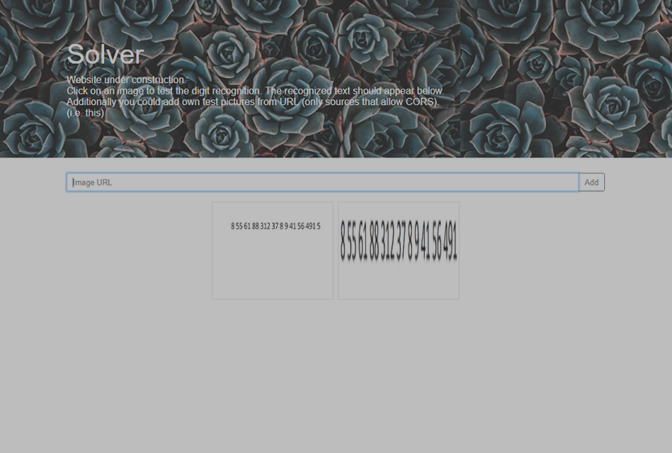 Solver
Website under construction.
Click on an image to test the digit recognition. The recognized text should appear below.
Additionally you could add own test pictures from URL (only sources that allow CORS).
(i.e. this)
Image URL
Add
8 55 61 88 312 37 8 9 41 56 491 5
8 55 61 88 312 37 8 9 41 56 491